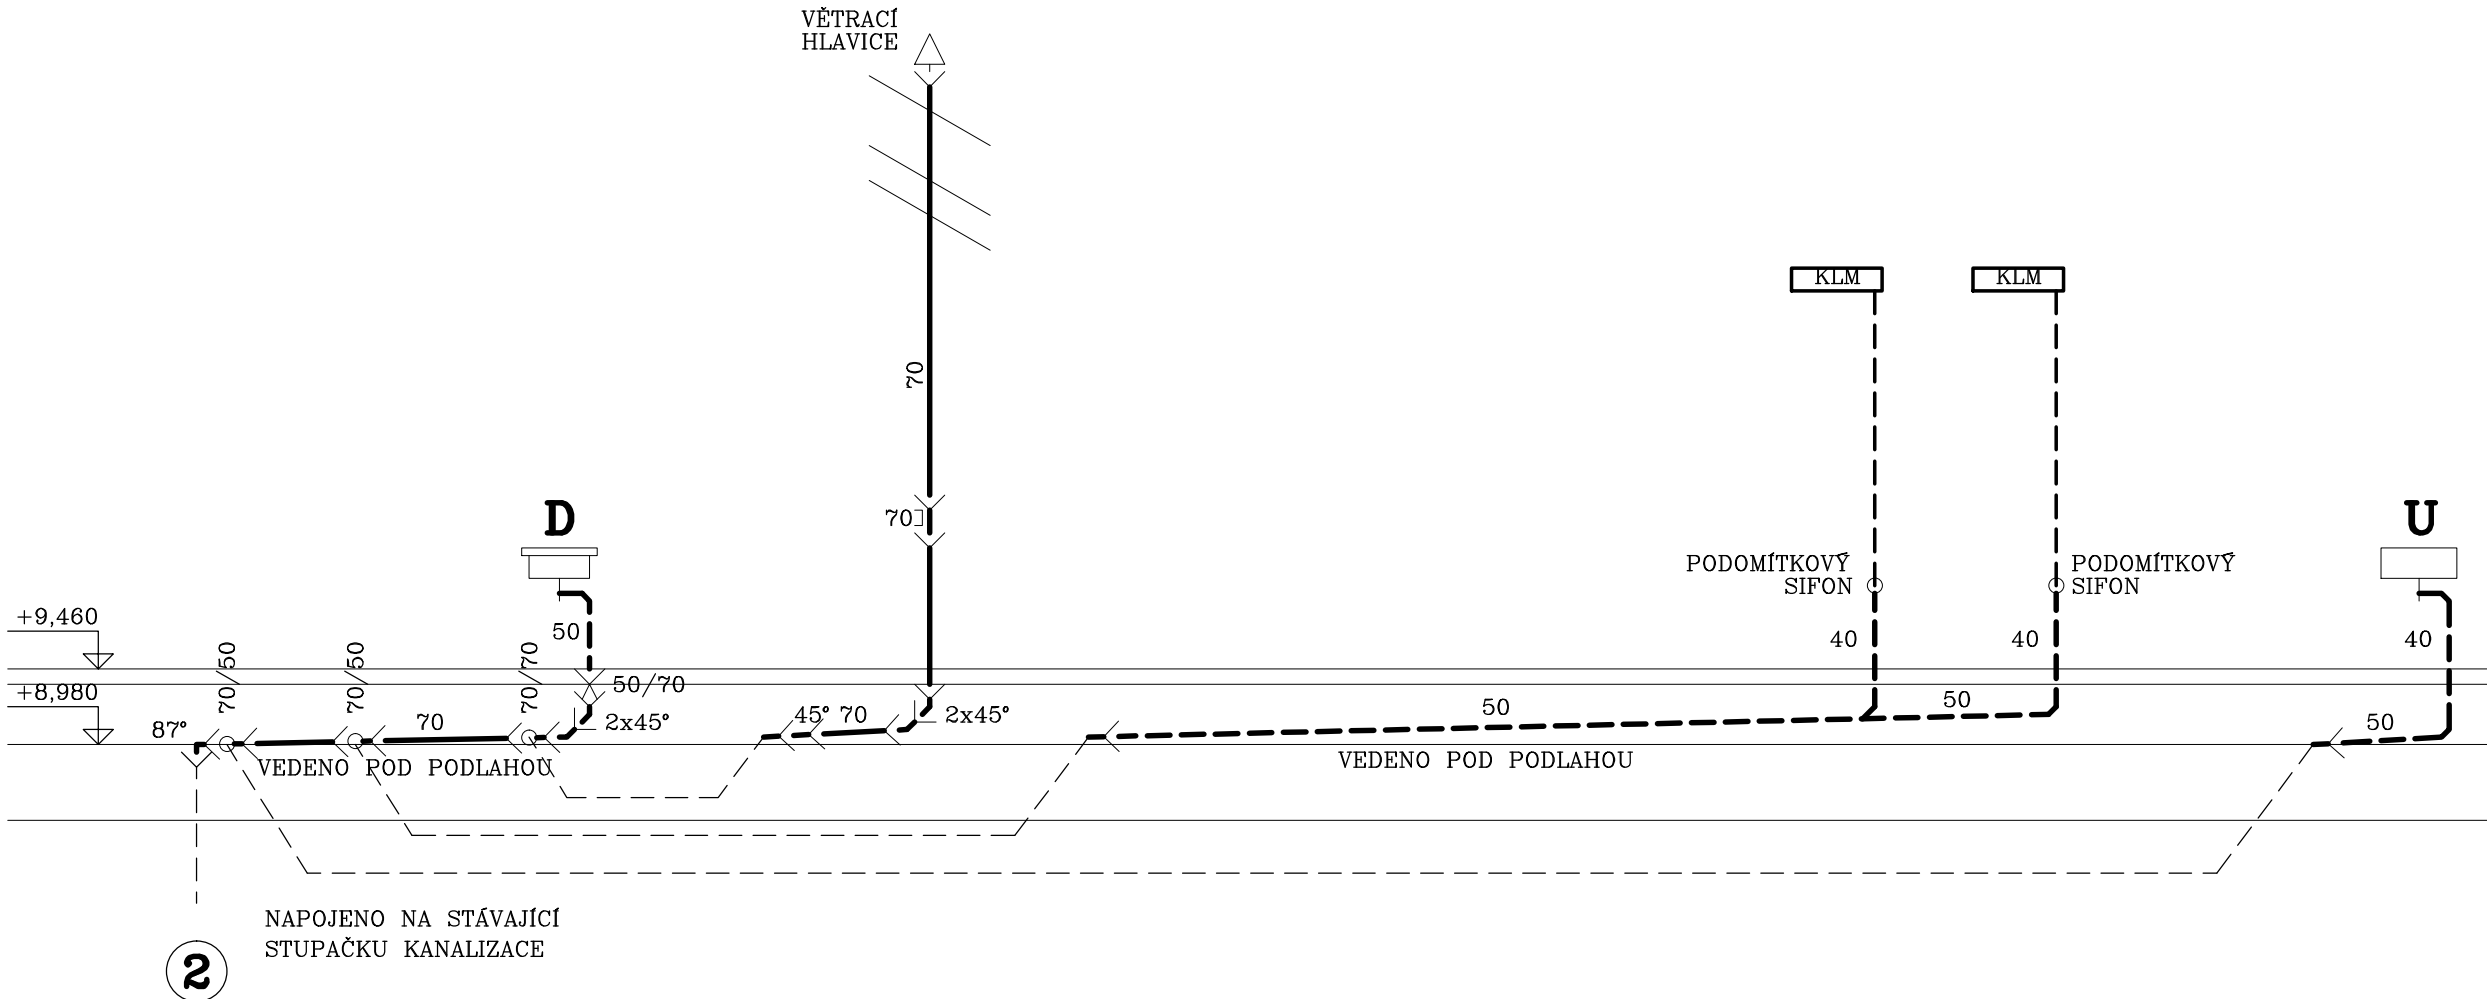 VĚTRACÍ
HLAVICE
KLM
KLM
70
D
70
U
PODOMÍTKOVÝ
SIFON
PODOMÍTKOVÝ
SIFON
+9,460
50
40
40
40
70/50
70/50
70/70
50/70
+8,980
87°
70
2x45°
45° 70
2x45°
50
50
50
VEDENO POD PODLAHOU
VEDENO POD PODLAHOU
NAPOJENO NA STÁVAJÍCÍ
STUPAČKU KANALIZACE
2